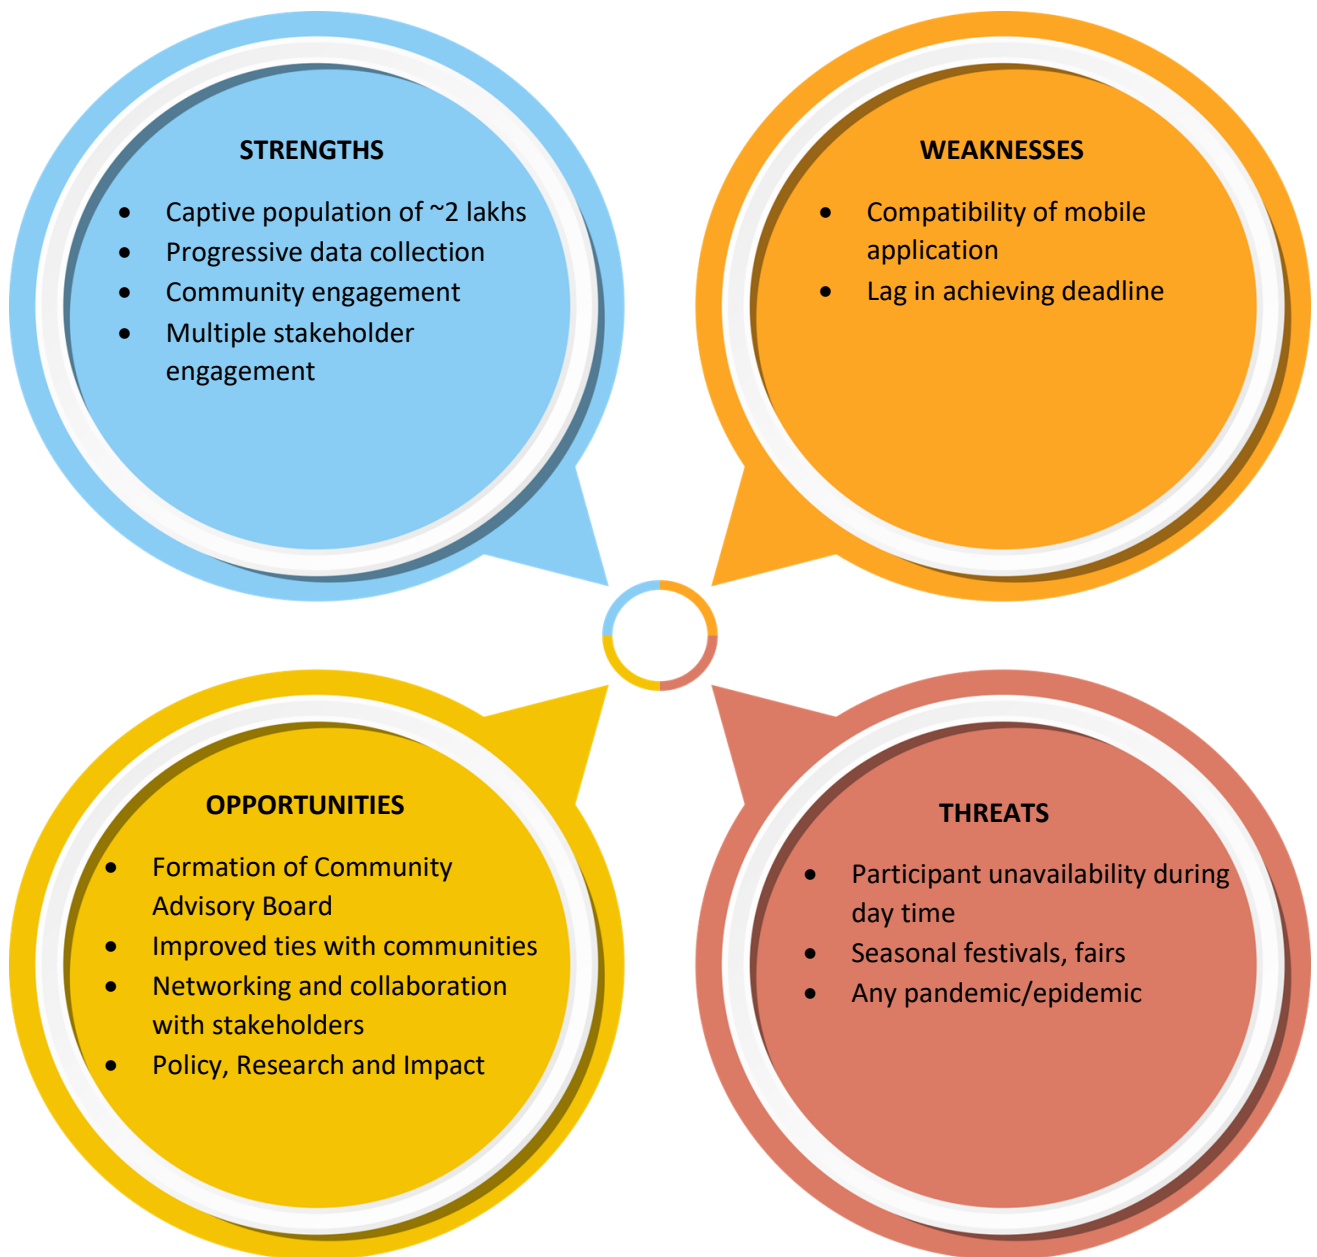 STRENGTHS
• Captive population of ~2 lakhs
• Progressive data collection
• Community engagement
• Multiple stakeholder
engagement
WEAKNESSES
• Compatibility of mobile
application
• Lag in achieving deadline
OPPORTUNITIES
• Formation of Community
Advisory Board
• Improved ties with communities
• Networking and collaboration
with stakeholders
• Policy, Research and Impact
THREATS
• Participant unavailability during
day time
• Seasonal festivals, fairs
• Any pandemic/epidemic